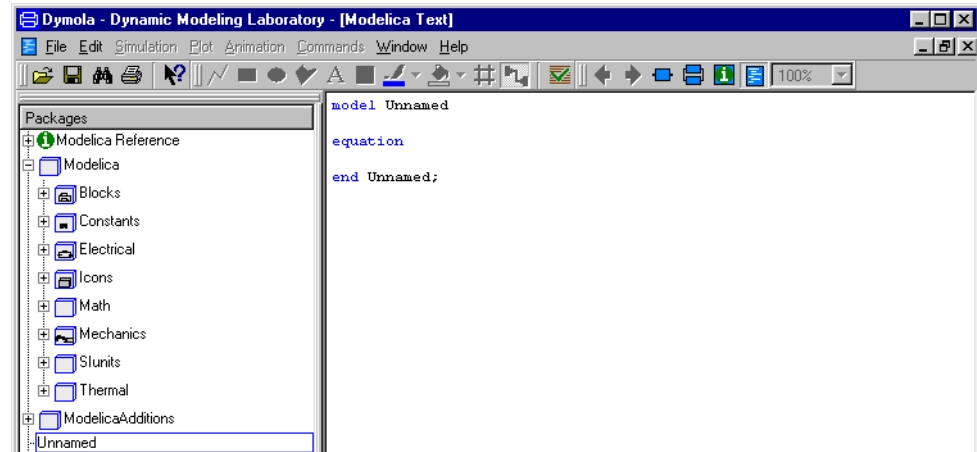 Dymola - Dynamic Modeling Laboratory - [Modelica Text]
File Edit Simulation Plot Animation Commands Window Help
A 100%
Packages
Modelica Reference
Modelica
Blocks
Constants
Electrical
Icons
Math
Mechanics
SIunits
Thermal
ModelicaAdditions
Unnamed
model Unnamed
equation
end Unnamed;